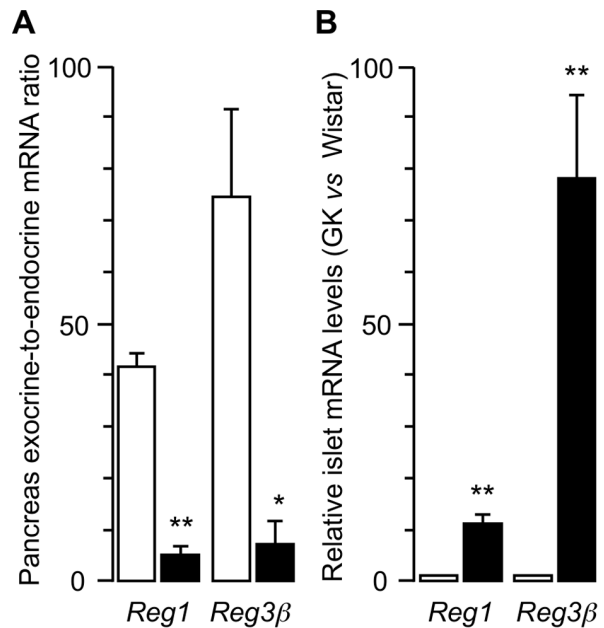 A
B
Pancreas exocrine-to-endocrine mRNA ratio
100
50
0
**
*
Reg1
Reg3β
Relative islet mRNA levels (GK vs Wistar)
100
50
0
**
**
Reg1
Reg3β